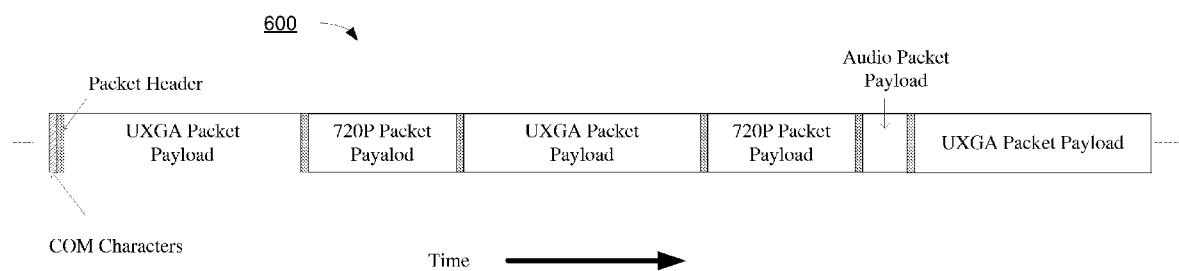 600
Audio Packet
Payload
Packet Header
UXGA Packet
Payload
720P Packet
Payalod
UXGA Packet
Payload
720P Packet
Payload
UXGA Packet Payload
COM Characters
Time